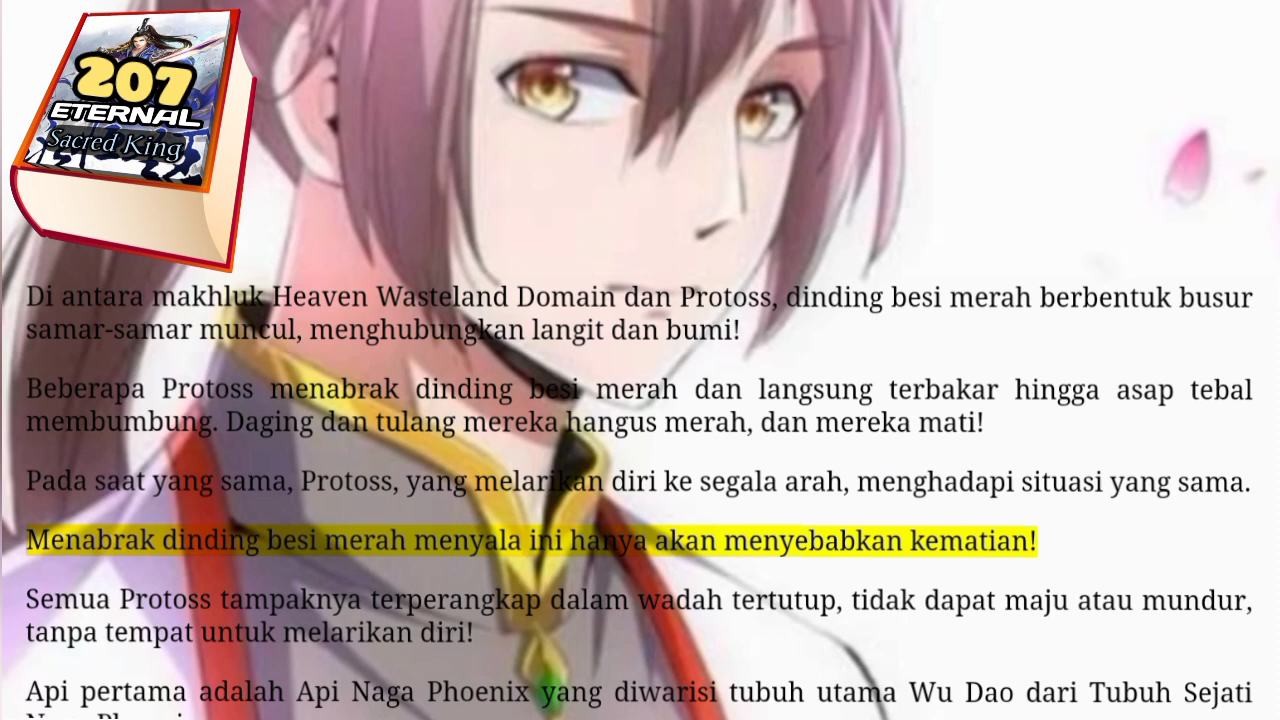 207
ETERNAL
Sacred King
Di antara makhluk Heaven Wasteland Domain dan Protoss, dinding besi merah berbentuk busur
samar-samar muncul, menghubungkan langit dan bumi!
Beberapa Protoss menabrak dinding besi merah dan langsung terbakar hingga asap tebal
membumbung. Daging dan tulang mereka hangus merah, dan mereka mati!
Pada saat yang sama, Protoss, yang melarikan diri ke segala arah, menghadapi situasi yang sama.
Menabrak dinding besi merah menyala ini hanya akan menyebabkan kematian!
Semua Protoss tampaknya terperangkap dalam wadah tertutup, tidak dapat maju atau mundur,
tanpa tempat untuk melarikan diri!
Api pertama adalah Api Naga Phoenix yang diwarisi tubuh utama Wu Dao dari Tubuh Sejati